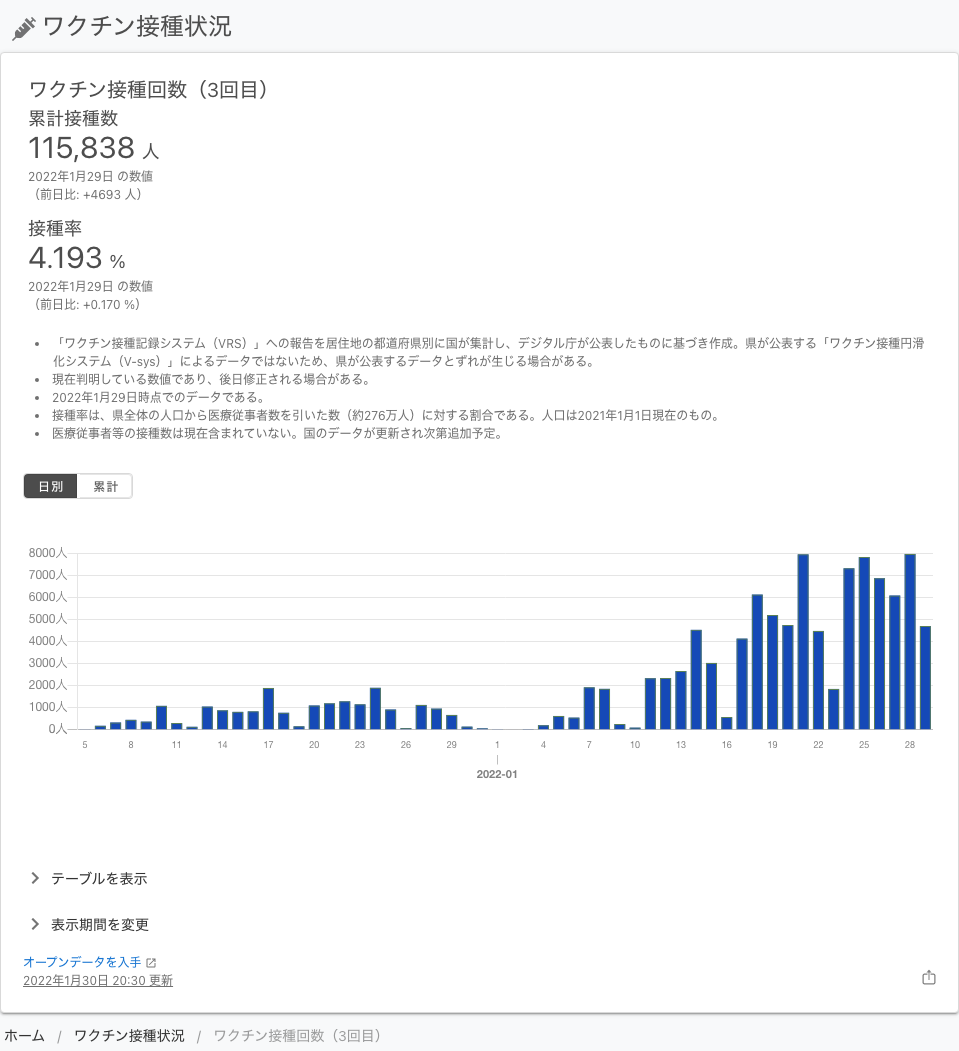 ワクチン接種状況
ワクチン接種回数（3回目）
累計接種数
115,838 人
2022年1月29日 の数値
（前日比: +4693 人）
接種率
4.193 %
2022年1月29日 の数値
（前日比: +0.170 %）
• 「ワクチン接種記録システム（VRS）」への報告を居住地の都道府県別に国が集計し、デジタル庁が公表したものに基づき作成。県が公表する「ワクチン接種円滑
化システム（V-sys）」によるデータではないため、県が公表するデータとずれが生じる場合がある。
• 現在判明している数値であり、後日修正される場合がある。
• 2022年1月29日時点でのデータである。
• 接種率は、県全体の人口から医療従事者数を引いた数（約276万人）に対する割合である。人口は2021年1月1日現在のもの。
• 医療従事者等の接種数は現在含まれていない。国のデータが更新され次第追加予定。
日別 累計
8000人
7000人
6000人
5000人
4000人
3000人
2000人
1000人
0人
5 8 11 14 17 20 23 26 29 1 4 7 10 13 16 19 22 25 28
2022-01
テーブルを表示
表示期間を変更
オープンデータを入手
2022年1月30日 20:30 更新
ホーム / ワクチン接種状況 / ワクチン接種回数（3回目）